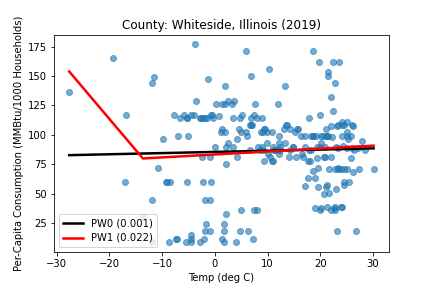 County: Whiteside, Illinois (2019)
Per-Capita Consumption (MMBtu/1000 Households)
175
150
125
100
75
50
25
PW0 (0.001)
PW1 (0.022)
−30 −20 −10 0 10 20 30
Temp (deg C)